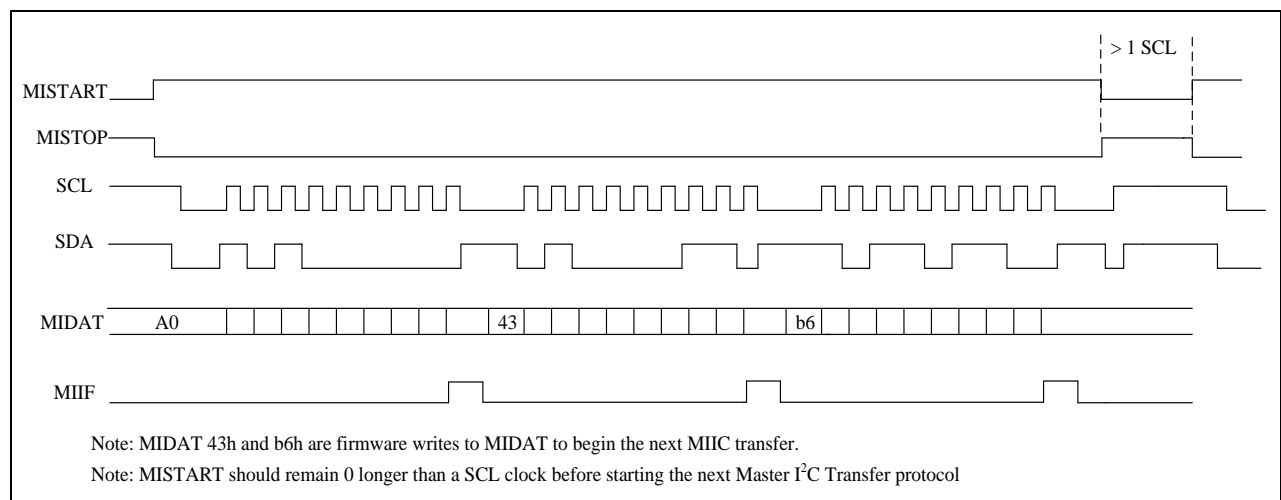 > 1 SCL
MISTART
MISTOP
SCL
SDA
MIDAT A0 43 b6
MIIF
Note: MIDAT 43h and b6h are firmware writes to MIDAT to begin the next MIIC transfer.
Note: MISTART should remain 0 longer than a SCL clock before starting the next Master I²C Transfer protocol